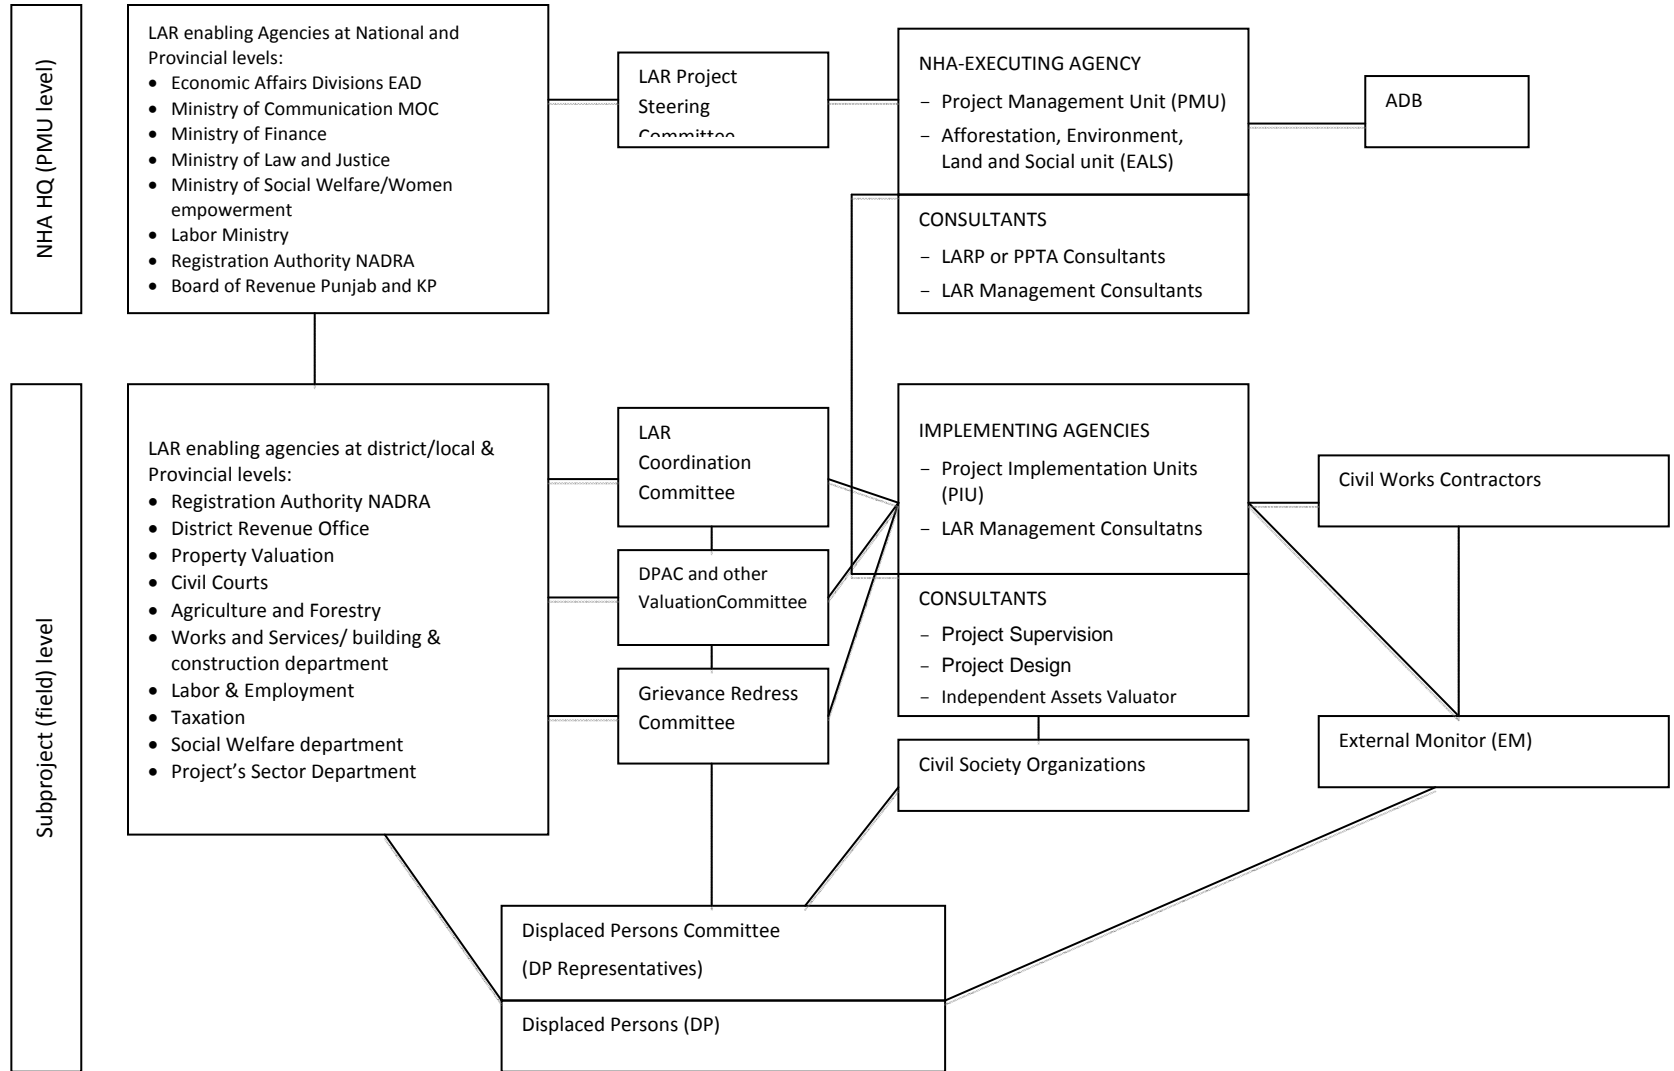 NHA HQ (PMU level)
LAR enabling Agencies at National and
Provincial levels:
• Economic Affairs Divisions EAD
• Ministry of Communication MOC
• Ministry of Finance
• Ministry of Law and Justice
• Ministry of Social Welfare/Women
empowerment
• Labor Ministry
• Registration Authority NADRA
• Board of Revenue Punjab and KP
LAR Project
Steering
Committee
NHA-EXECUTING AGENCY
– Project Management Unit (PMU)
– Afforestation, Environment,
Land and Social unit (EALS)
CONSULTANTS
– LARP or PPTA Consultants
– LAR Management Consultants
ADB
Subproject (field) level
LAR enabling agencies at district/local &
Provincial levels:
• Registration Authority NADRA
• District Revenue Office
• Property Valuation
• Civil Courts
• Agriculture and Forestry
• Works and Services/ building &
construction department
• Labor & Employment
• Taxation
• Social Welfare department
• Project’s Sector Department
LAR
Coordination
Committee
DPAC and other
ValuationCommittee
Grievance Redress
Committee
IMPLEMENTING AGENCIES
– Project Implementation Units
(PIU)
– LAR Management Consultatns
CONSULTANTS
– Project Supervision
– Project Design
– Independent Assets Valuator
Civil Society Organizations
Civil Works Contractors
External Monitor (EM)
Displaced Persons Committee
(DP Representatives)
Displaced Persons (DP)